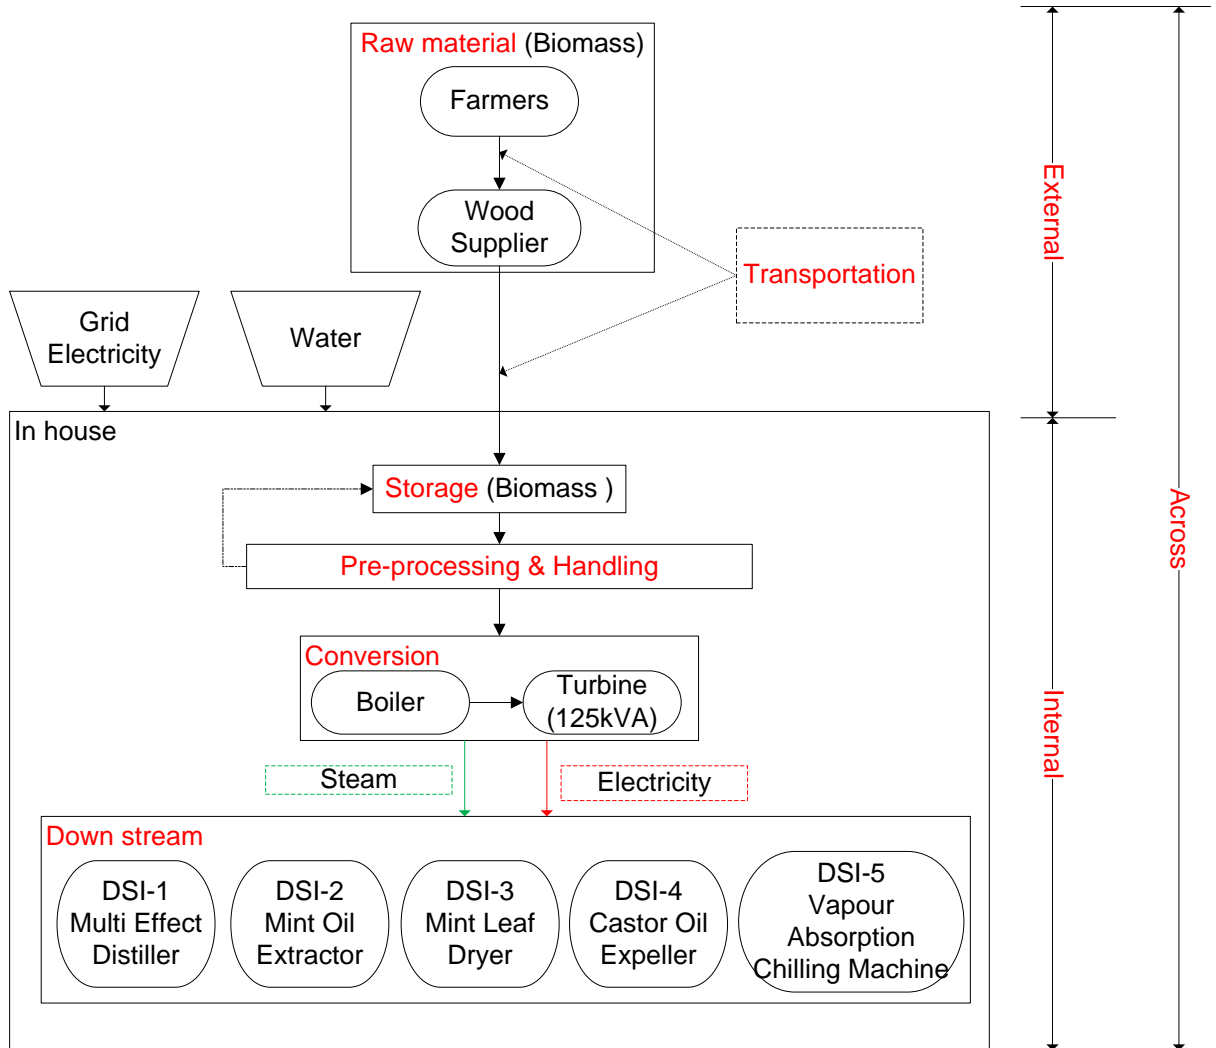 Raw material (Biomass)
Farmers
Wood
Supplier
Transportation
External
Grid
Electricity
Water
In house
Storage (Biomass )
Pre-processing & Handling
Across
Conversion
Boiler
Turbine
(125kVA)
Internal
Steam
Electricity
Down stream
DSI-1
Multi Effect
Distiller
DSI-2
Mint Oil
Extractor
DSI-3
Mint Leaf
Dryer
DSI-4
Castor Oil
Expeller
DSI-5
Vapour
Absorption
Chilling Machine